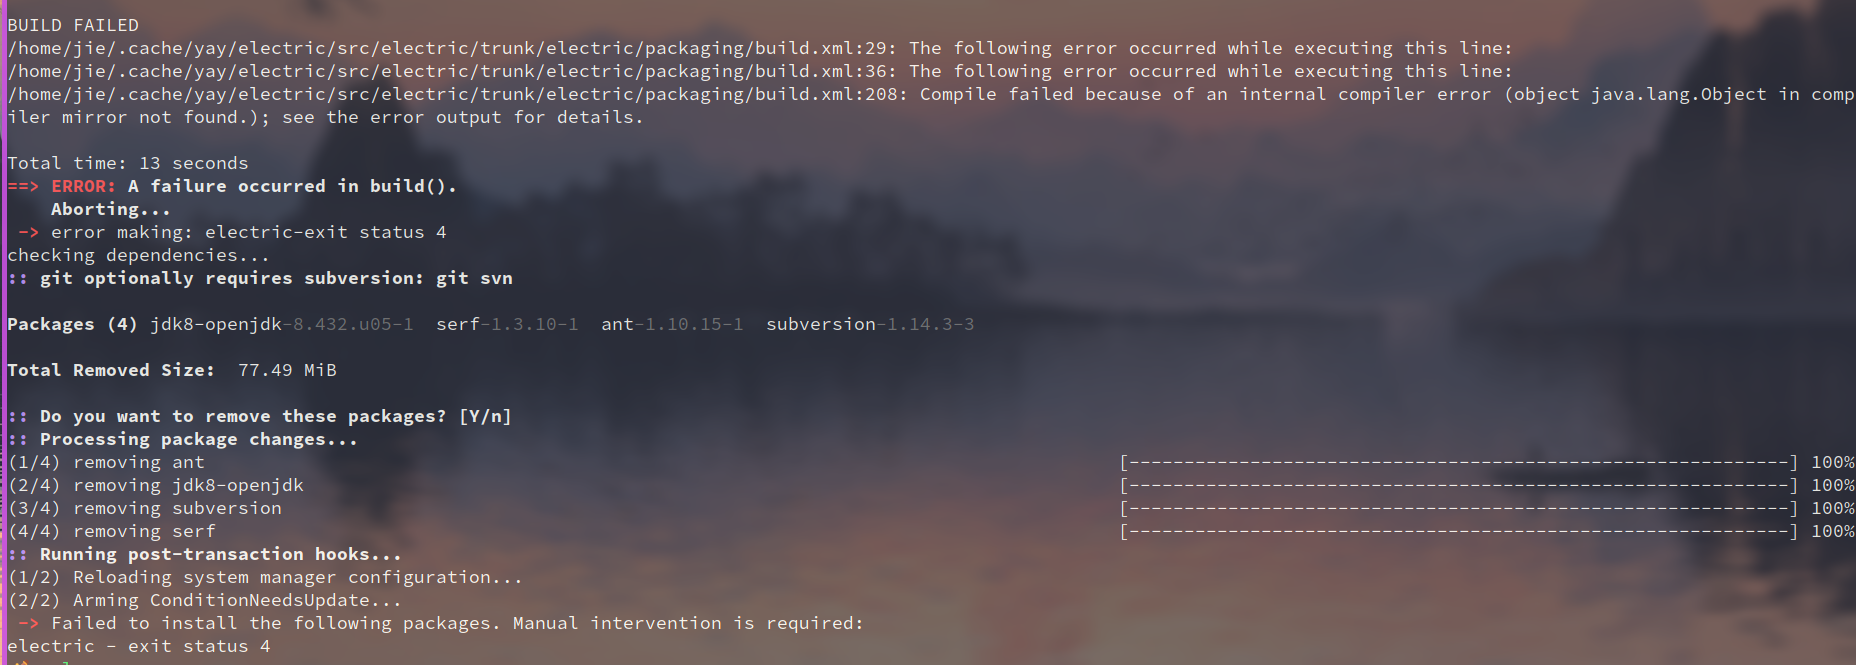 BUILD FAILED
/home/jie/.cache/yay/electric/src/electric/trunk/electric/packaging/build.xml:29: The following error occurred while executing this line:
/home/jie/.cache/yay/electric/src/electric/trunk/electric/packaging/build.xml:36: The following error occurred while executing this line:
/home/jie/.cache/yay/electric/src/electric/trunk/electric/packaging/build.xml:208: Compile failed because of an internal compiler error (object java.lang.Object in comp
iler mirror not found.); see the error output for details.
Total time: 13 seconds
==> ERROR: A failure occurred in build().
Aborting...
-> error making: electric-exit status 4
checking dependencies...
:: git optionally requires subversion: git svn
Packages (4) jdk8-openjdk-8.432.u05-1  serf-1.3.10-1  ant-1.10.15-1  subversion-1.14.3-3
Total Removed Size:  77.49 MiB
:: Do you want to remove these packages? [Y/n]
:: Processing package changes...
(1/4) removing ant [------------------------------------------------------------] 100%
(2/4) removing jdk8-openjdk [------------------------------------------------------------] 100%
(3/4) removing subversion [------------------------------------------------------------] 100%
(4/4) removing serf [------------------------------------------------------------] 100%
:: Running post-transaction hooks...
(1/2) Reloading system manager configuration...
(2/2) Arming ConditionNeedsUpdate...
-> Failed to install the following packages. Manual intervention is required:
electric - exit status 4